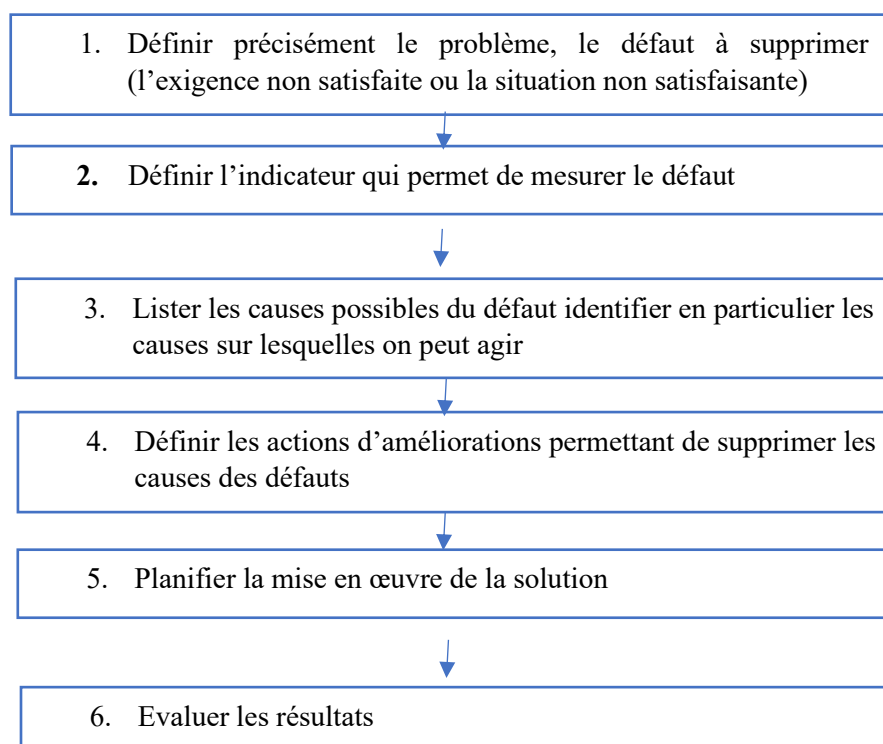 1. Définir précisément le problème, le défaut à supprimer
(l’exigence non satisfaite ou la situation non satisfaisante)
2. Définir l’indicateur qui permet de mesurer le défaut
3. Lister les causes possibles du défaut identifier en particulier les
causes sur lesquelles on peut agir
4. Définir les actions d’améliorations permettant de supprimer les
causes des défauts
5. Planifier la mise en œuvre de la solution
6. Evaluer les résultats